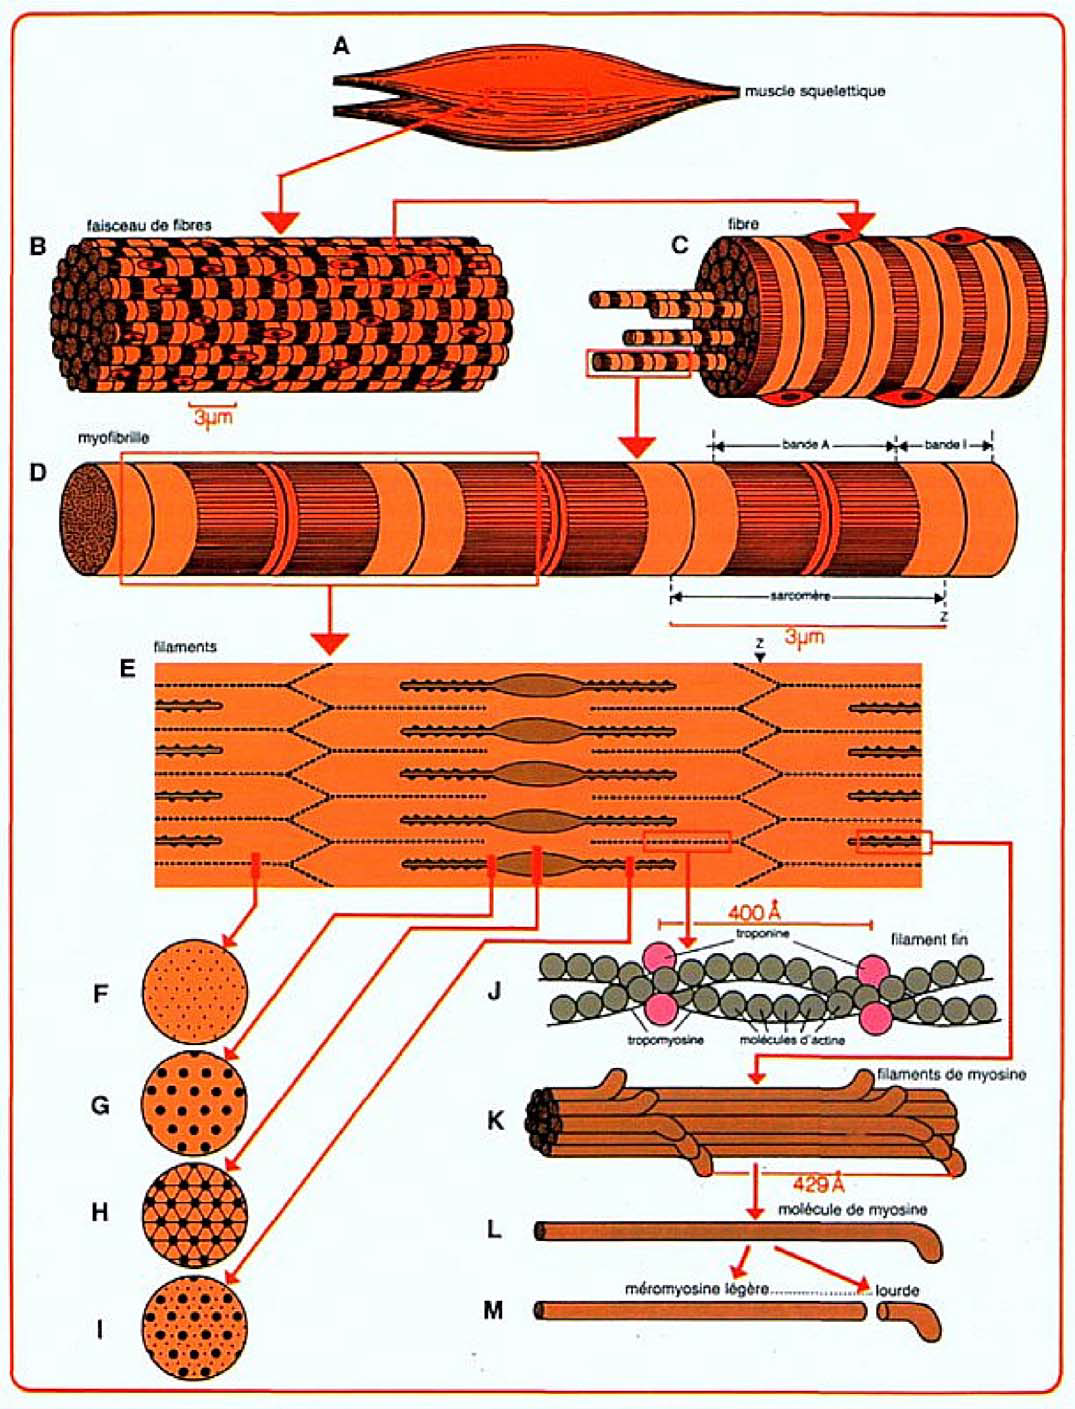 A
muscle squelettique
faisceau de fibres
B
fibre
C
3µm
myofibrille
bande A
bande I
D
sarcomère
z
3µm
filaments
z
E
400 Å
troponine
filament fin
F
J
tropomyosine
molécules d'actine
filaments de myosine
G
K
429 Å
molécule de myosine
H
L
méromyosine légère
lourde
M
I